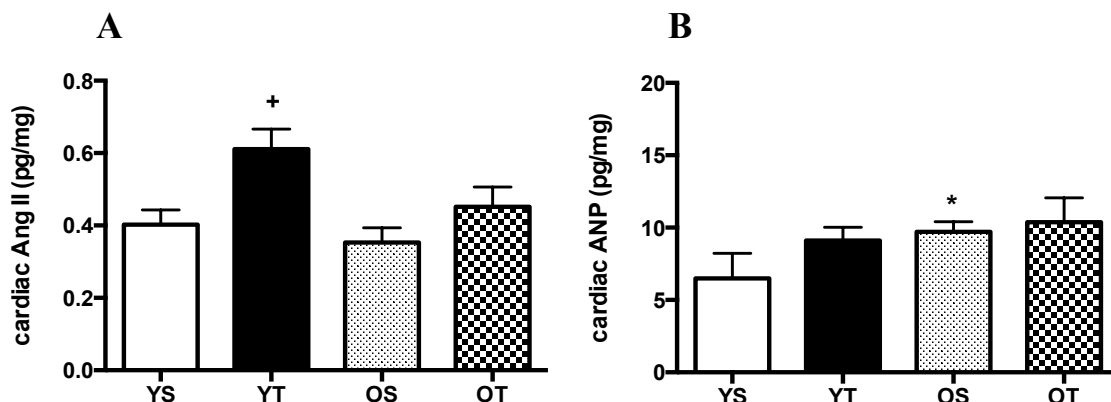 A
cardiac Ang II (pg/mg)
0.8
0.6
0.4
0.2
0.0
+
YS YT OS OT
B
cardiac ANP (pg/mg)
20
15
10
5
0
*
YS YT OS OT